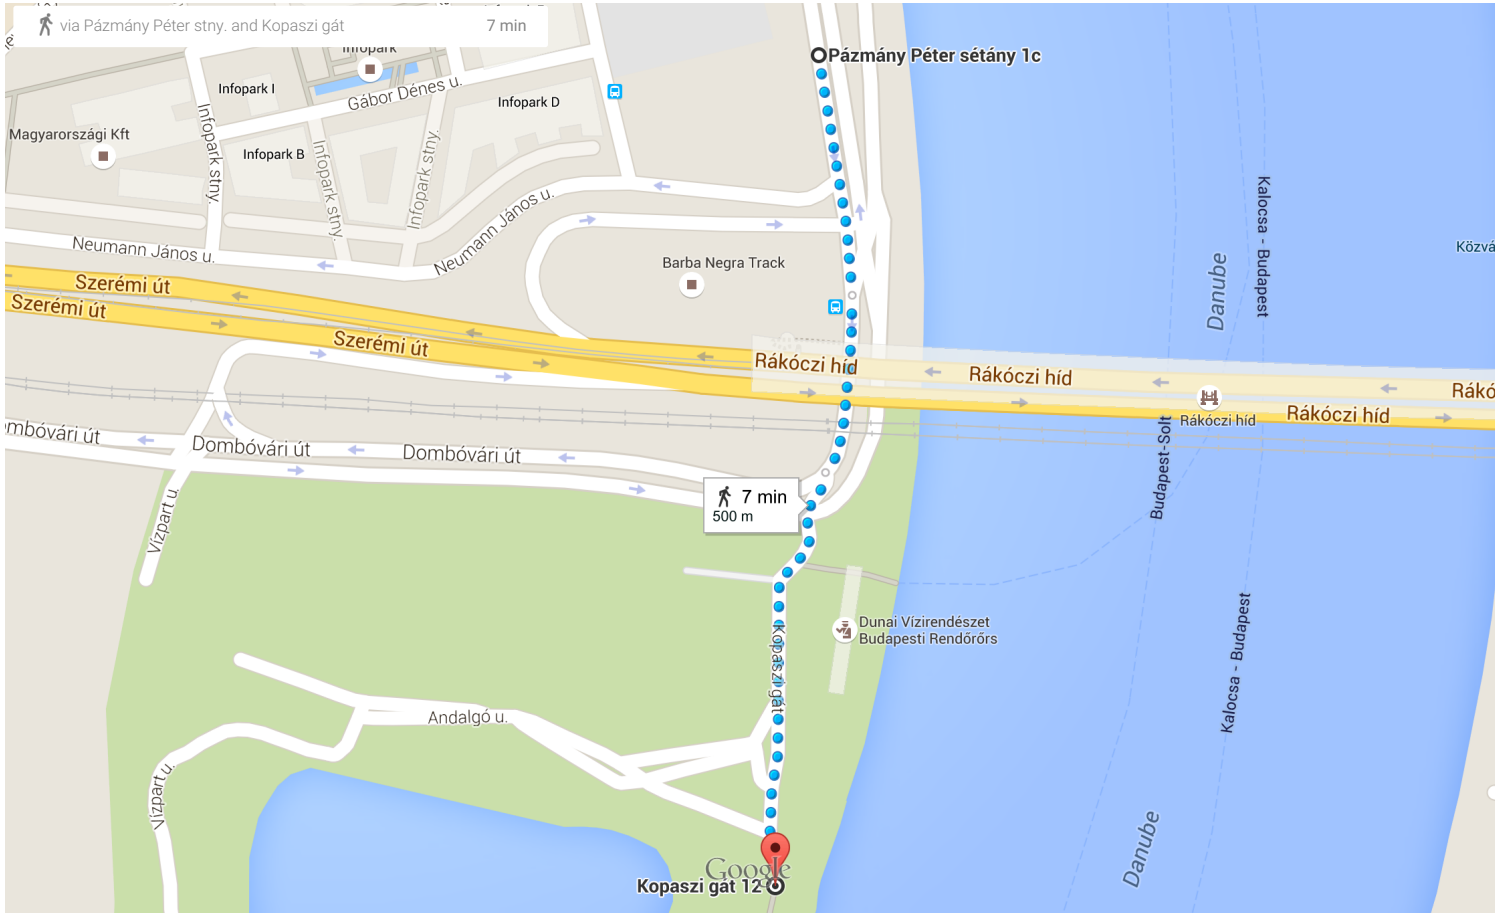 via Pázmány Péter stny. and Kopaszi gát 7 min
Infopark
Pázmány Péter sétány 1c
Infopark I
Gábor Dénes u.
Infopark D
Magyarországi Kft
Infopark stny.
Infopark B
Infopark stny.
Infopark stny.
Kalocsa - Budapest
Neumann János u.
Neumann János u.
Közvá
Danube
Barba Negra Track
Szerémi út
Szerémi út
Szerémi út
Rákóczi híd
Rákóczi híd
Rákó
Rákóczi híd
Rákóczi híd
mbóvári út
Dombóvári út
Dombóvári út
Budapest-Solt
7 min
500 m
Vízpart u.
Dunai Vízirendészet
Budapesti Rendőrőrs
Kopaszi gát
Kalocsa - Budapest
Andalgó u.
Vízpart u.
Danube
Google
Kopaszi gát 12